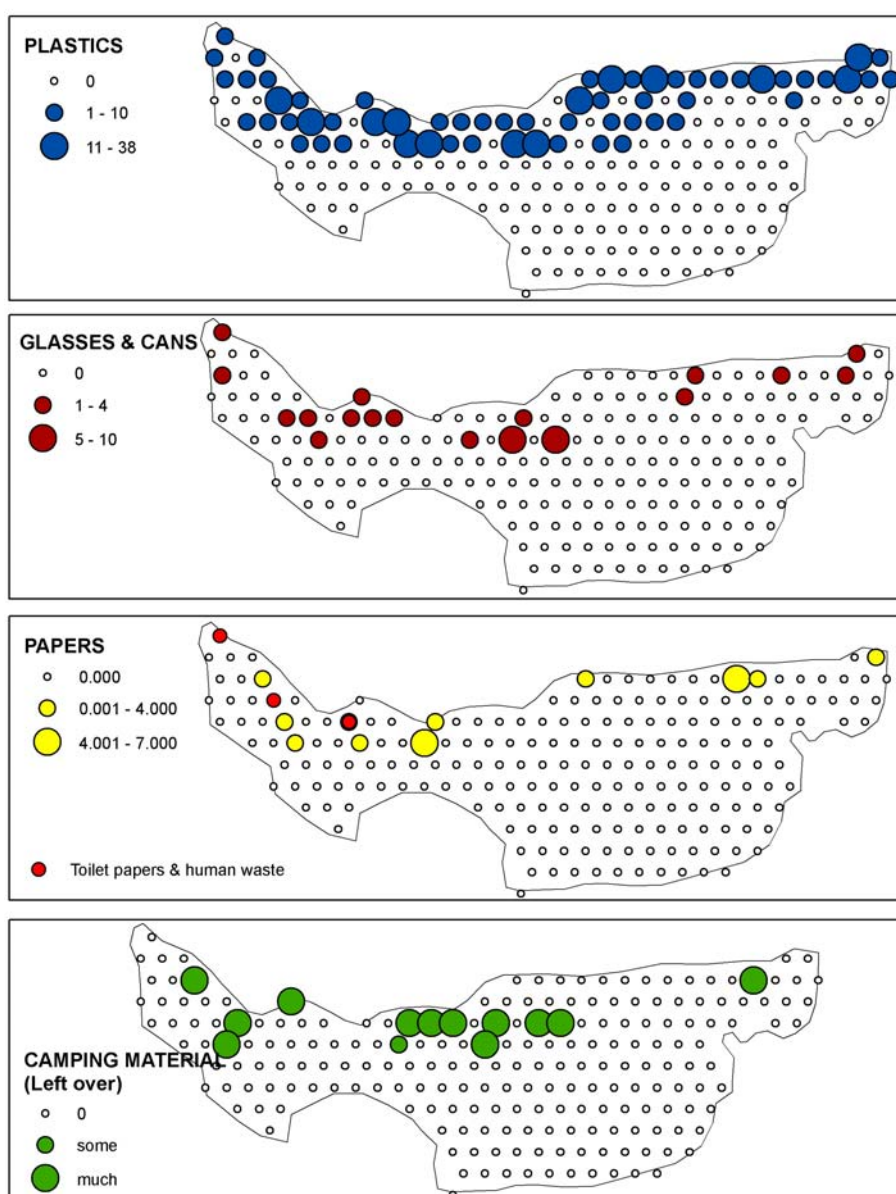 PLASTICS
0
1 - 10
11 - 38
GLASSES & CANS
0
1 - 4
5 - 10
PAPERS
0.000
0.001 - 4.000
4.001 - 7.000
Toilet papers & human waste
CAMPING MATERIAL
(Left over)
0
some
much